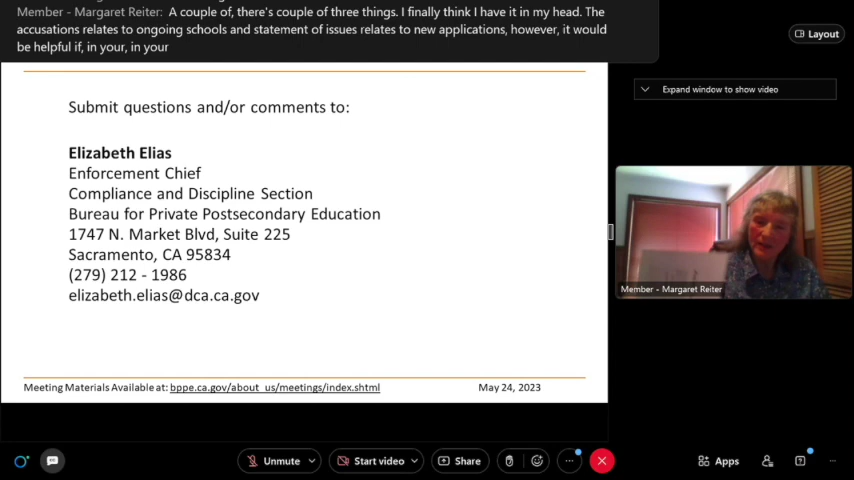 Member - Margaret Reiter: A couple of, there's couple of three things. I finally think I have it in my head. The
accusations relates to ongoing schools and statement of issues relates to new applications, however, it would
be helpful if, in your, in your
Layout
Expand window to show video
Submit questions and/or comments to:
Elizabeth Elias
Enforcement Chief
Compliance and Discipline Section
Bureau for Private Postsecondary Education
1747 N. Market Blvd, Suite 225
Sacramento, CA 95834
(279) 212 - 1986
elizabeth.elias@dca.ca.gov
Member - Margaret Reiter
Meeting Materials Available at: bppe.ca.gov/about_us/meetings/index.shtml
May 24, 2023
Unmute
Start video
Share
Apps